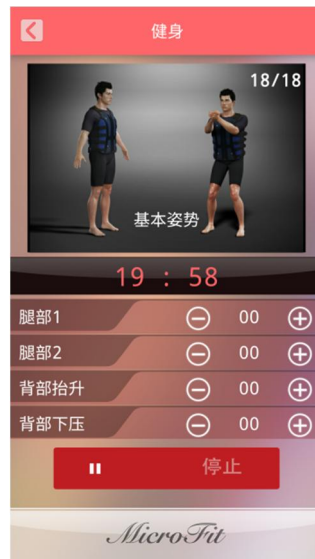 健身
18/18
基本姿势
19 : 58
腿部1 00
腿部2 00
背部抬升 00
背部下压 00
停止
MicroFit